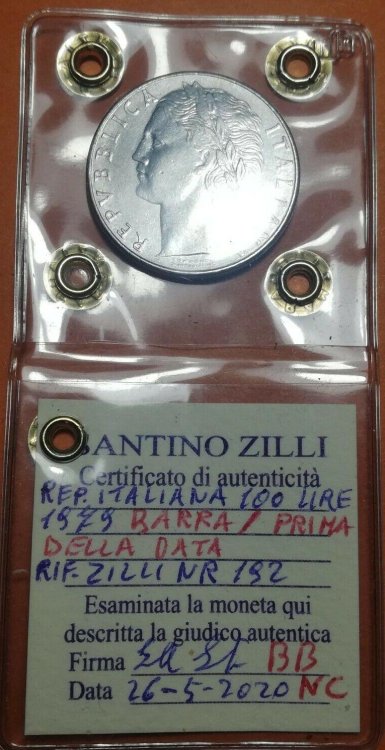 REPVBBLICA ITALIANA
SANTINO ZILLI
Certificato di autenticità
REP. ITALIANA 100 LIRE
1979 BARRA / PRIMA
DELLA DATA
RIF. ZILLI NR 192
Esaminata la moneta qui
descritta la giudico autentica
Firma BB
Data 26-5-2020 NC